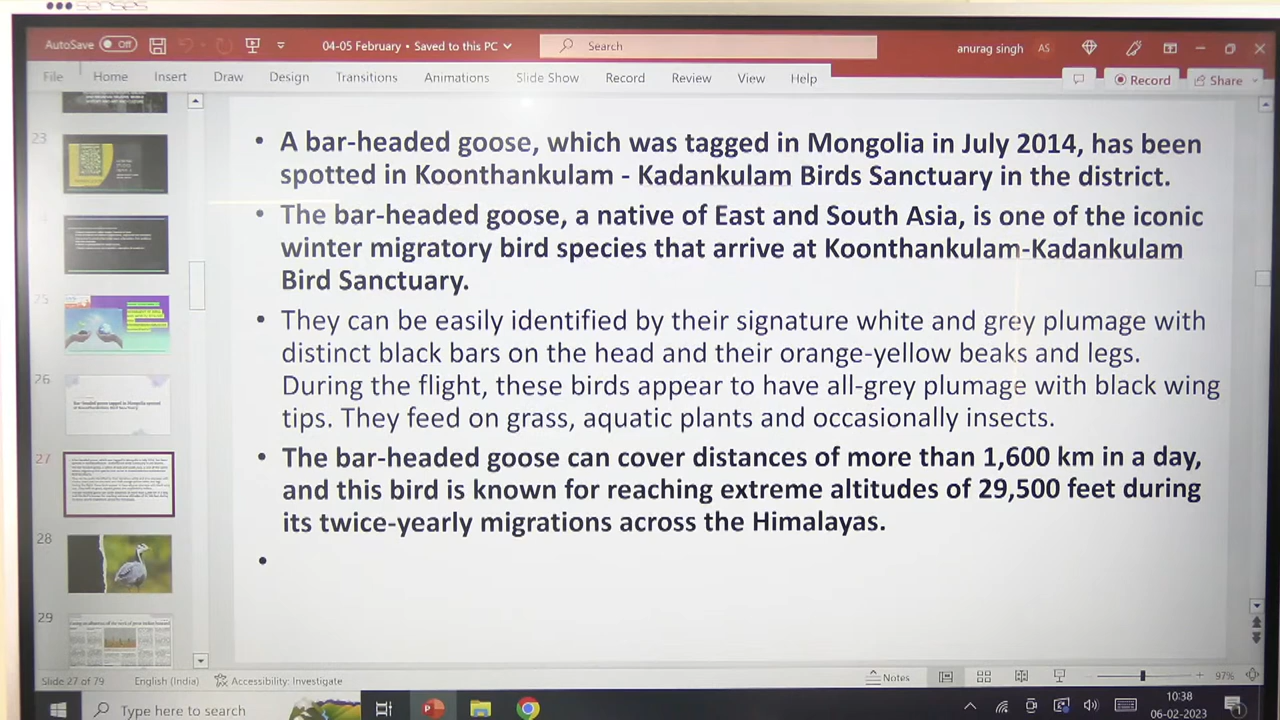 AutoSave Off
04-05 February • Saved to this PC
Search
anurag singh AS
File Home Insert Draw Design Transitions Animations Slide Show Record Review View Help
Record Share
• A bar-headed goose, which was tagged in Mongolia in July 2014, has been
spotted in Koonthankulam - Kadankulam Birds Sanctuary in the district.
• The bar-headed goose, a native of East and South Asia, is one of the iconic
winter migratory bird species that arrive at Koonthankulam-Kadankulam
Bird Sanctuary.
• They can be easily identified by their signature white and grey plumage with
distinct black bars on the head and their orange-yellow beaks and legs.
During the flight, these birds appear to have all-grey plumage with black wing
tips. They feed on grass, aquatic plants and occasionally insects.
• The bar-headed goose can cover distances of more than 1,600 km in a day,
and this bird is known for reaching extreme altitudes of 29,500 feet during
its twice-yearly migrations across the Himalayas.
•
23
25
26
27
28
29
Slide 27 of 79 English (India) Accessibility: Investigate
Notes
97%
Type here to search
10:38
06-02-2023
1